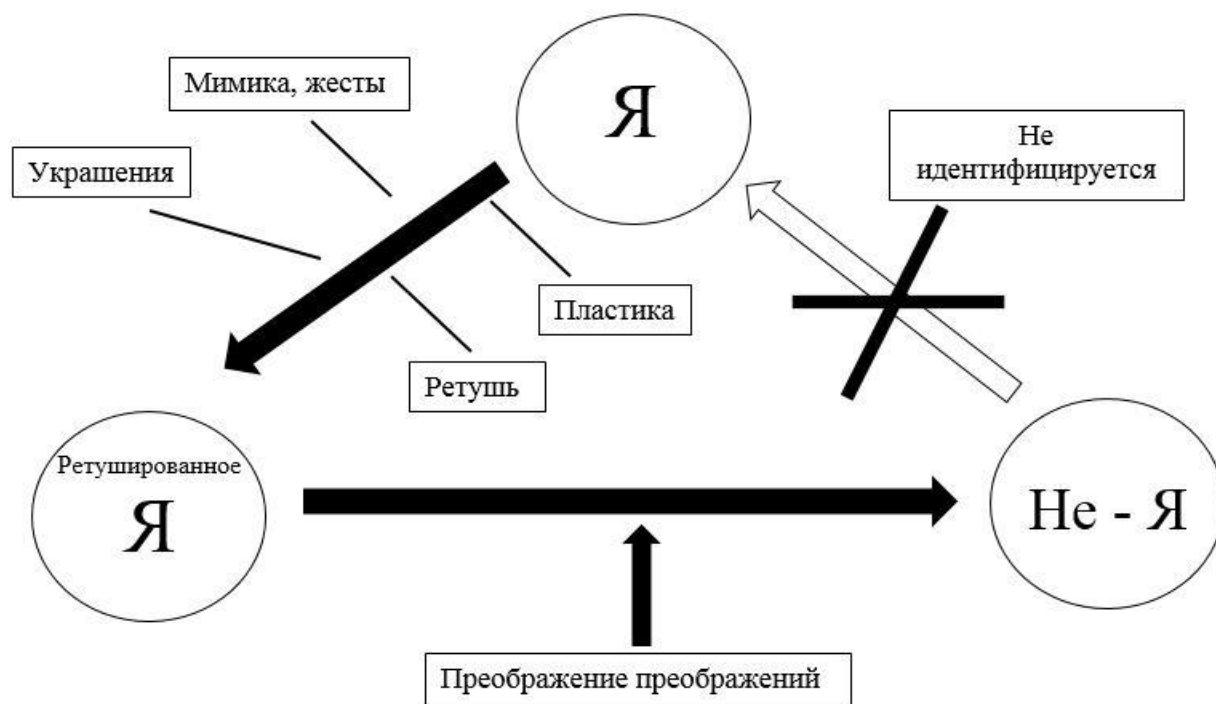 Мимика, жесты
Я
Не
идентифицируется
Украшения
Пластика
Ретушь
Ретушированное
Я
Не - Я
Преображение преображений